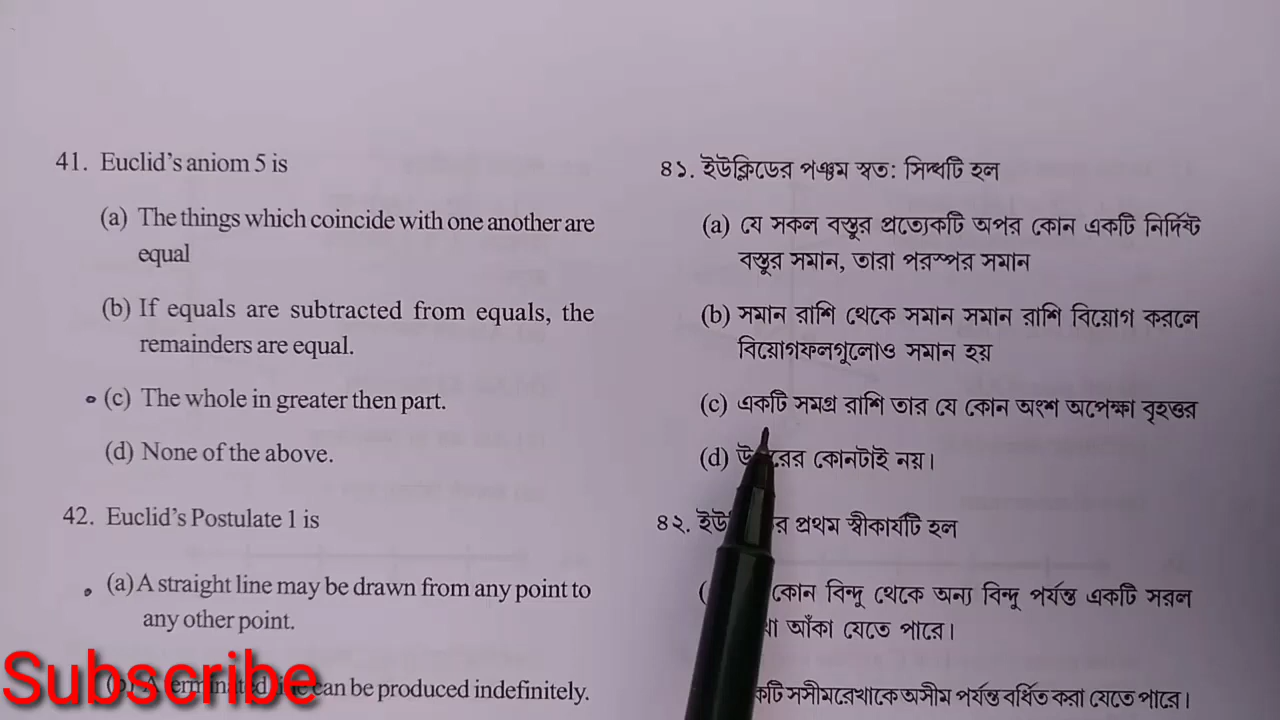 41. Euclid's aniom 5 is
(a) The things which coincide with one another are
equal
(b) If equals are subtracted from equals, the
remainders are equal.
(c) The whole in greater then part.
(d) None of the above.
42. Euclid's Postulate 1 is
(a) A straight line may be drawn from any point to
any other point.
can be produced indefinitely.
৪১. ইউক্লিডের পঞ্চম স্বত: সিদ্ধটি হল
(a) যে সকল বস্তুর প্রত্যেকটি অপর কোন একটি নির্দিষ্ট
বস্তুর সমান, তারা পরস্পর সমান
(b) সমান রাশি থেকে সমান সমান রাশি বিয়োগ করলে
বিয়োগফলগুলোও সমান হয়
(c) একটি সমগ্র রাশি তার যে কোন অংশ অপেক্ষা বৃহত্তর
(d) কোনটাই নয়।
৪২. প্রথম স্বীকার্যটি হল
কোন বিন্দু থেকে অন্য বিন্দু পর্যন্ত একটি সরল
আঁকা যেতে পারে।
সসীমরেখাকে অসীম পর্যন্ত বর্ধিত করা যেতে পারে।
Subscribe